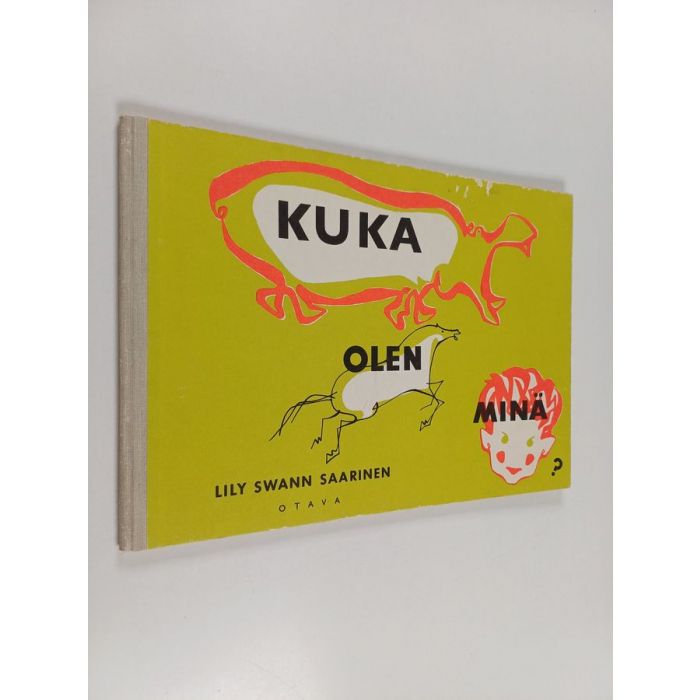 KUKA
OLEN
MINÄ
?
LILY SWANN SAARINEN
OTAVA